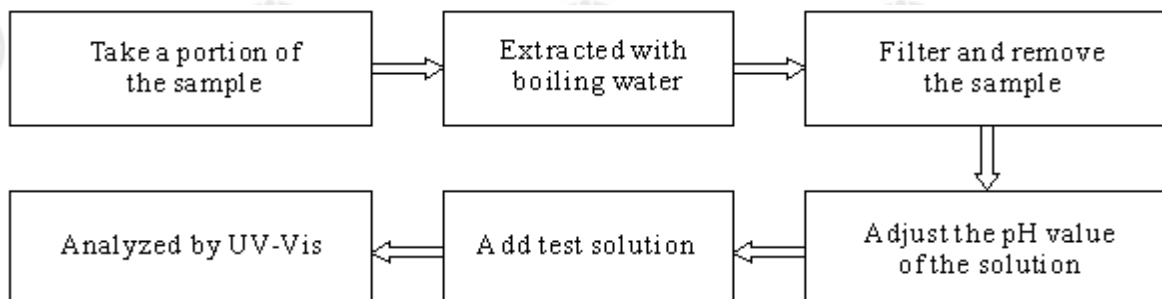 Take a portion of
the sample
Extracted with
boiling water
Filter and remove
the sample
Adjust the pH value
of the solution
Add test solution
Analyzed by UV-Vis